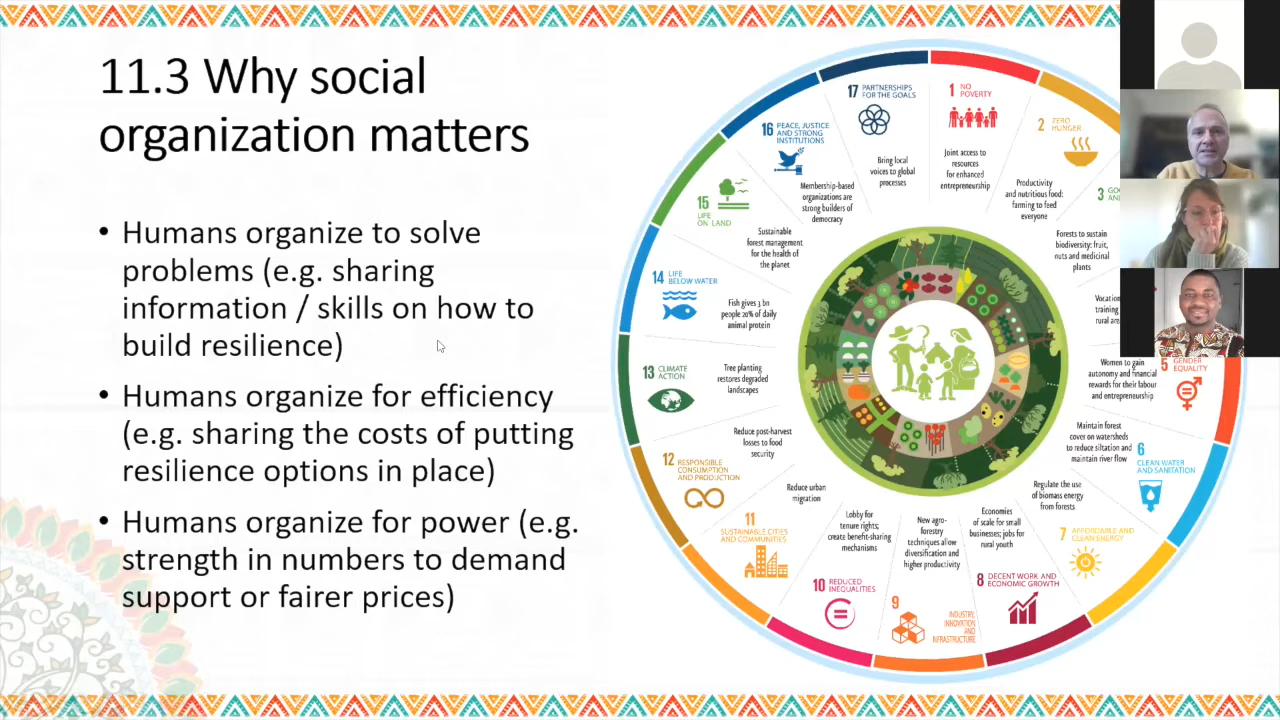 11.3 Why social
organization matters
• Humans organize to solve
problems (e.g. sharing
information / skills on how to
build resilience)
• Humans organize for efficiency
(e.g. sharing the costs of putting
resilience options in place)
• Humans organize for power (e.g.
strength in numbers to demand
support or fairer prices)
1 NO
POVERTY
Joint access to
resources
for enhanced
entrepreneurship
2 ZERO
HUNGER
Productivity
and nutritious food:
farming to feed
everyone
3
Forests to sustain
biodiversity: fruit,
nuts and medicinal
plants
training
5 GENDER
EQUALITY
Women to gain
autonomy and financial
rewards for their labour
and entrepreneurship
6
CLEAN WATER
AND SANITATION
Maintain forest
cover on watersheds
to reduce siltation and
maintain river flow
7 AFFORDABLE AND
CLEAN ENERGY
Regulate the use
of biomass energy
from forests
8 DECENT WORK AND
ECONOMIC GROWTH
Economies
of scale for small
businesses; jobs for
rural youth
9
INDUSTRY,
INNOVATION
AND
INFRASTRUCTURE
New agro-
forestry
techniques allow
diversification and
higher productivity
10 REDUCED
INEQUALITIES
Lobby for
tenure rights;
create benefit-sharing
mechanisms
11
SUSTAINABLE CITIES
AND COMMUNITIES
Reduce urban
migration
12 RESPONSIBLE
CONSUMPTION
AND PRODUCTION
Reduce post-harvest
losses to food
security
13 CLIMATE
ACTION
Tree planting
restores degraded
landscapes
14 LIFE
BELOW WATER
Fish gives 3 bn
people 20% of daily
animal protein
15
LIFE
ON LAND
Sustainable
forest management
for the health of
the planet
16 PEACE, JUSTICE
AND STRONG
INSTITUTIONS
Membership-based
organizations are
strong builders of
democracy
17 PARTNERSHIPS
FOR THE GOALS
Bring local
voices to global
processes